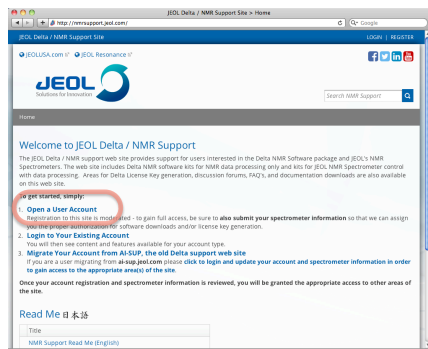 JEOL Delta / NMR Support Site > Home
http://nmrsupport.jeol.com/
Google
JEOL Delta / NMR Support Site
LOGIN | REGISTER
JEOLUSA.com
JEOL Resonance
JEOL
Solutions for Innovation
Search NMR Support
Home
Welcome to JEOL Delta / NMR Support
The JEOL Delta / NMR support web site provides support for users interested in the Delta NMR Software package and JEOL's NMR
Spectrometers. The web site includes Delta NMR software kits for NMR data processing only and kits for JEOL NMR Spectrometer control
with data processing. Areas for Delta License Key generation, discussion forums, FAQ's, and documentation downloads are also available
on this web site.
To get started, simply:
1. Open a User Account
Registration to this site is moderated - to gain full access, be sure to also submit your spectrometer information so that we can assign
you the proper authorization for software downloads and/or license key generation.
2. Login to Your Existing Account
You will then see content and features available for your account type.
3. Migrate Your Account from AI-SUP, the old Delta support web site
If you are a user migrating from ai-sup.jeol.com please click to login and update your account and spectrometer information in order
to gain access to the appropriate area(s) of the site.
Once your account registration and spectrometer information is reviewed, you will be granted the appropriate access to other areas of
the site.
Read Me 日本語
Title
NMR Support Read Me (English)